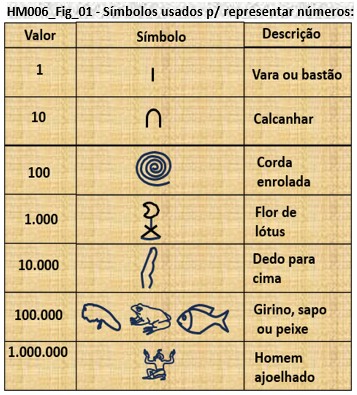 HM006_Fig_01 - Símbolos usados p/ representar números:
Valor Símbolo Descrição
1 Vara ou bastão
10 Calcanhar
100 Corda
enrolada
1.000 Flor de
lótus
10.000 Dedo para
cima
100.000 Girino, sapo
ou peixe
1.000.000 Homem
ajoelhado